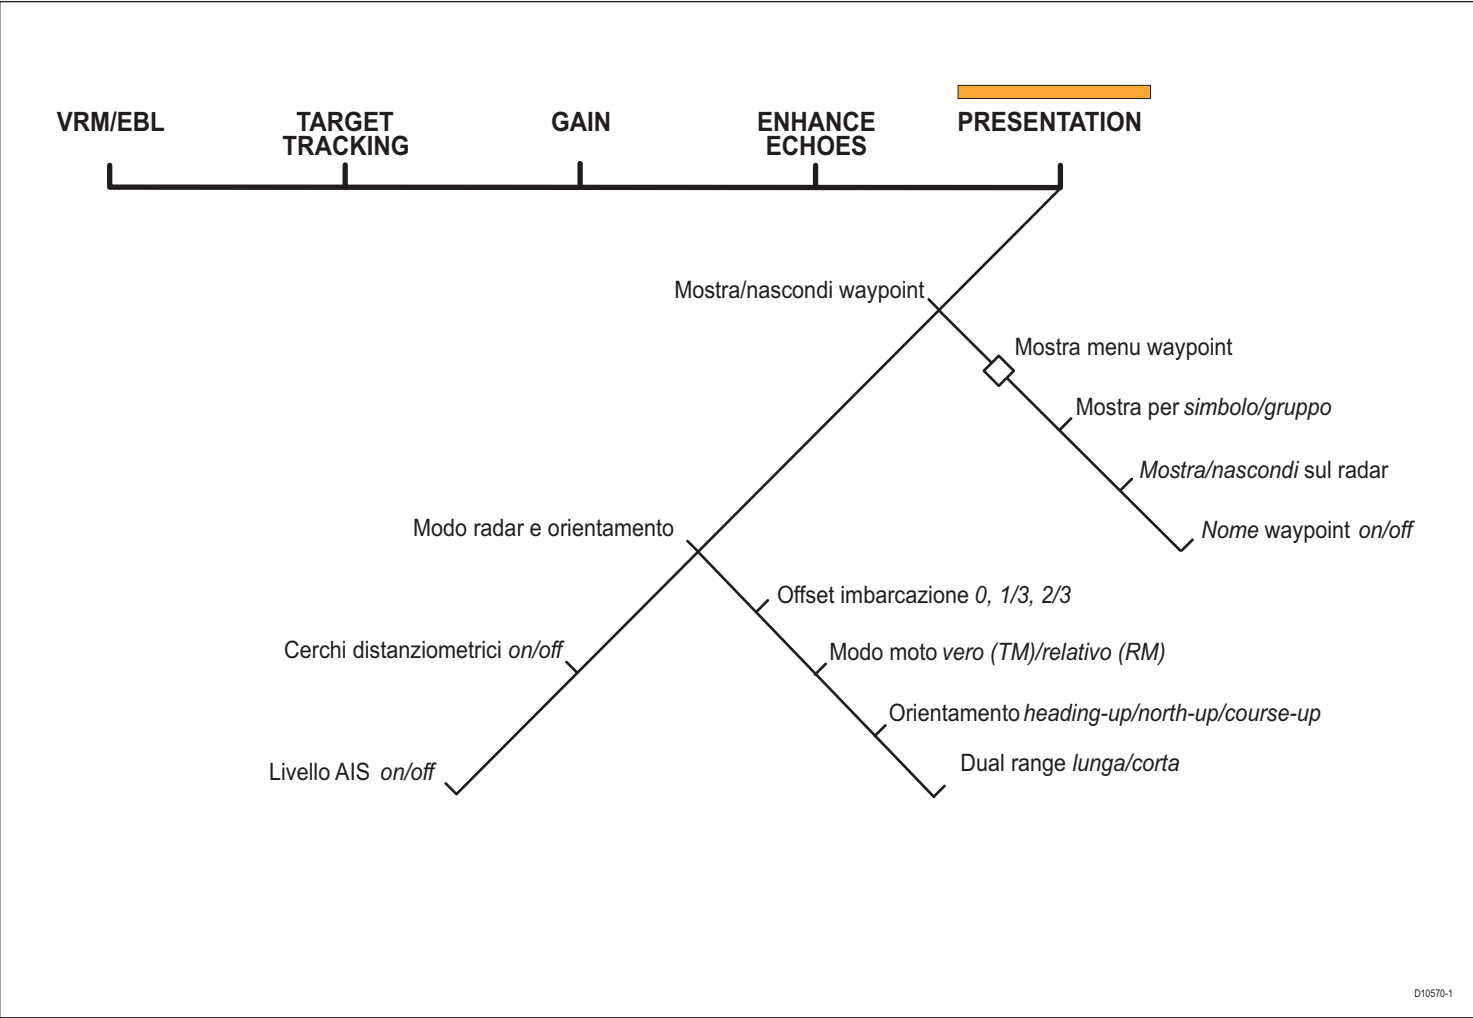 VRM/EBL
TARGET
TRACKING
GAIN
ENHANCE
ECHOES
PRESENTATION
Mostra/nascondi waypoint
Mostra menu waypoint
Mostra per simbolo/gruppo
Mostra/nascondi sul radar
Nome waypoint on/off
Modo radar e orientamento
Offset imbarcazione 0, 1/3, 2/3
Modo moto vero (TM)/relativo (RM)
Orientamento heading-up/north-up/course-up
Dual range lunga/corta
Cerchi distanziometrici on/off
Livello AIS on/off
D10570-1